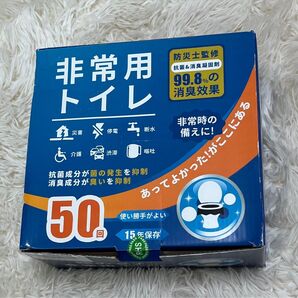 非常用
トイレ
防災士監修
抗菌&消臭凝固剤
99.8%の
消臭効果
非常時の
備えに!
災害
停電
断水
介護
渋滞
嘔吐
あってよかった!がここにある
抗菌成分が菌の発生を抑制
消臭成分が臭いを抑制
50回
使い勝手がよい
15年保存